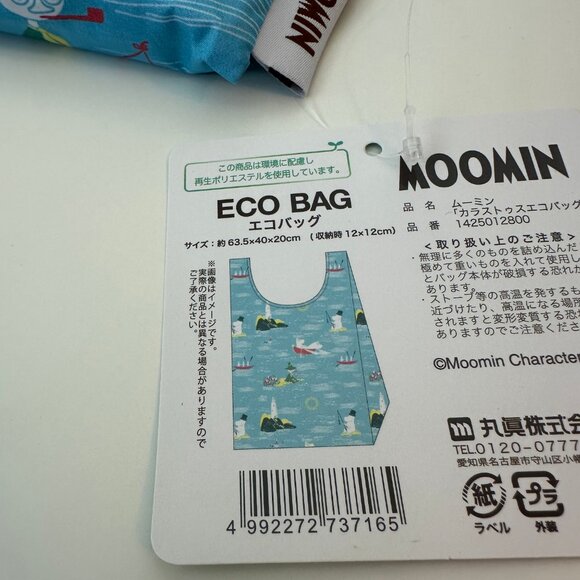 MOOMIN
この商品は環境に配慮し
再生ポリエステルを使用しています。
ECO BAG
エコバッグ
サイズ：約 63.5×40×20cm （収納時 12×12cm）
※画像はイメージです。
実際の商品とは異なる場合がありますので
ご了承ください。
4 992272 737165
MOOMIN
品 名 ムーミン
「カラストゥスエコバッグ
品 番 1425012800
＜取り扱い上のご注意＞
・無理に多くのものを詰め込んだ
極めて重いものを入れて使用し
とバッグ本体が破損する恐れ
あります。
・ストーブ等の高温を発するも
近づけたり、高温になる場所
されますと変形変質する恐
ありますのでご注意ください
©Moomin Character
丸眞株式
TEL0120-0777
愛知県名古屋市守山区小
紙
ラベル
プラ
外装